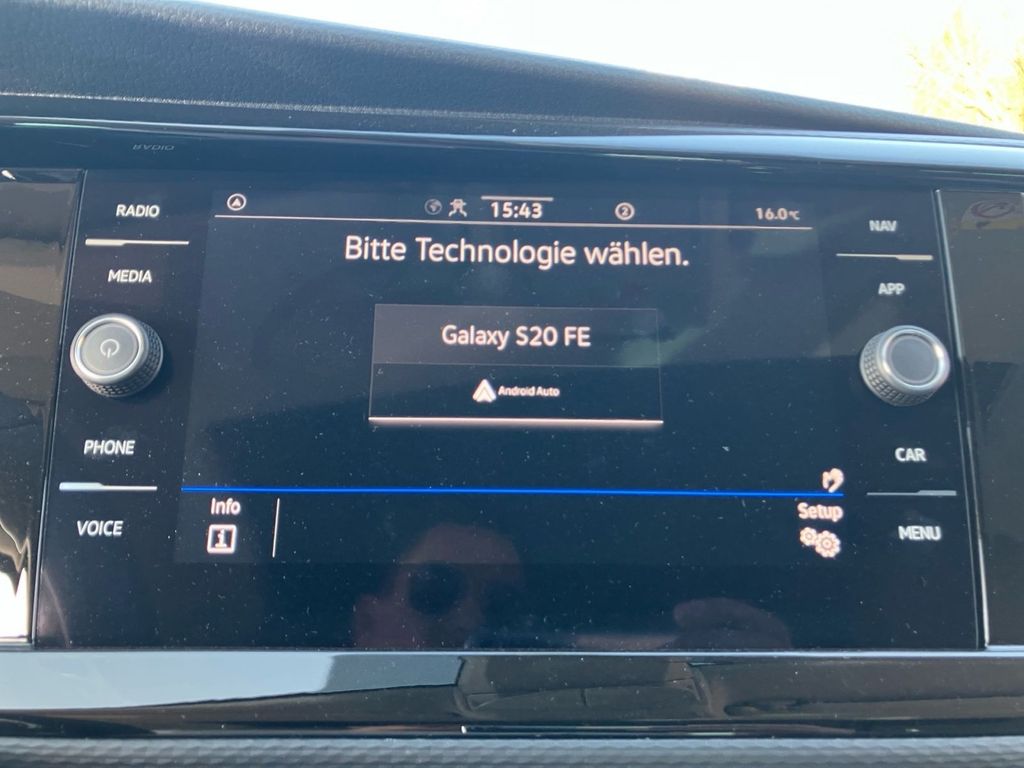 RADIO
MEDIA
PHONE
VOICE
15:43
2
16.0°C
Bitte Technologie wählen.
Galaxy S20 FE
Android Auto
Info
i
Setup
NAV
APP
CAR
MENU